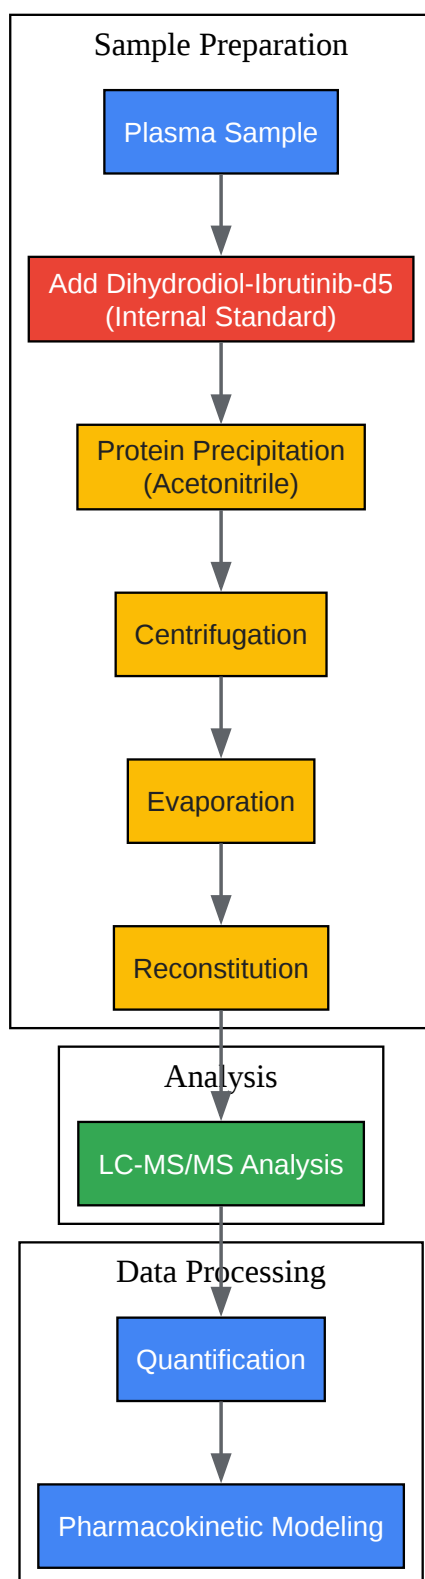 Sample Preparation
Plasma Sample
Add Dihydrodiol-Ibrutinib-d5
(Internal Standard)
Protein Precipitation
(Acetonitrile)
Centrifugation
Evaporation
Reconstitution
Analysis
LC-MS/MS Analysis
Data Processing
Quantification
Pharmacokinetic Modeling